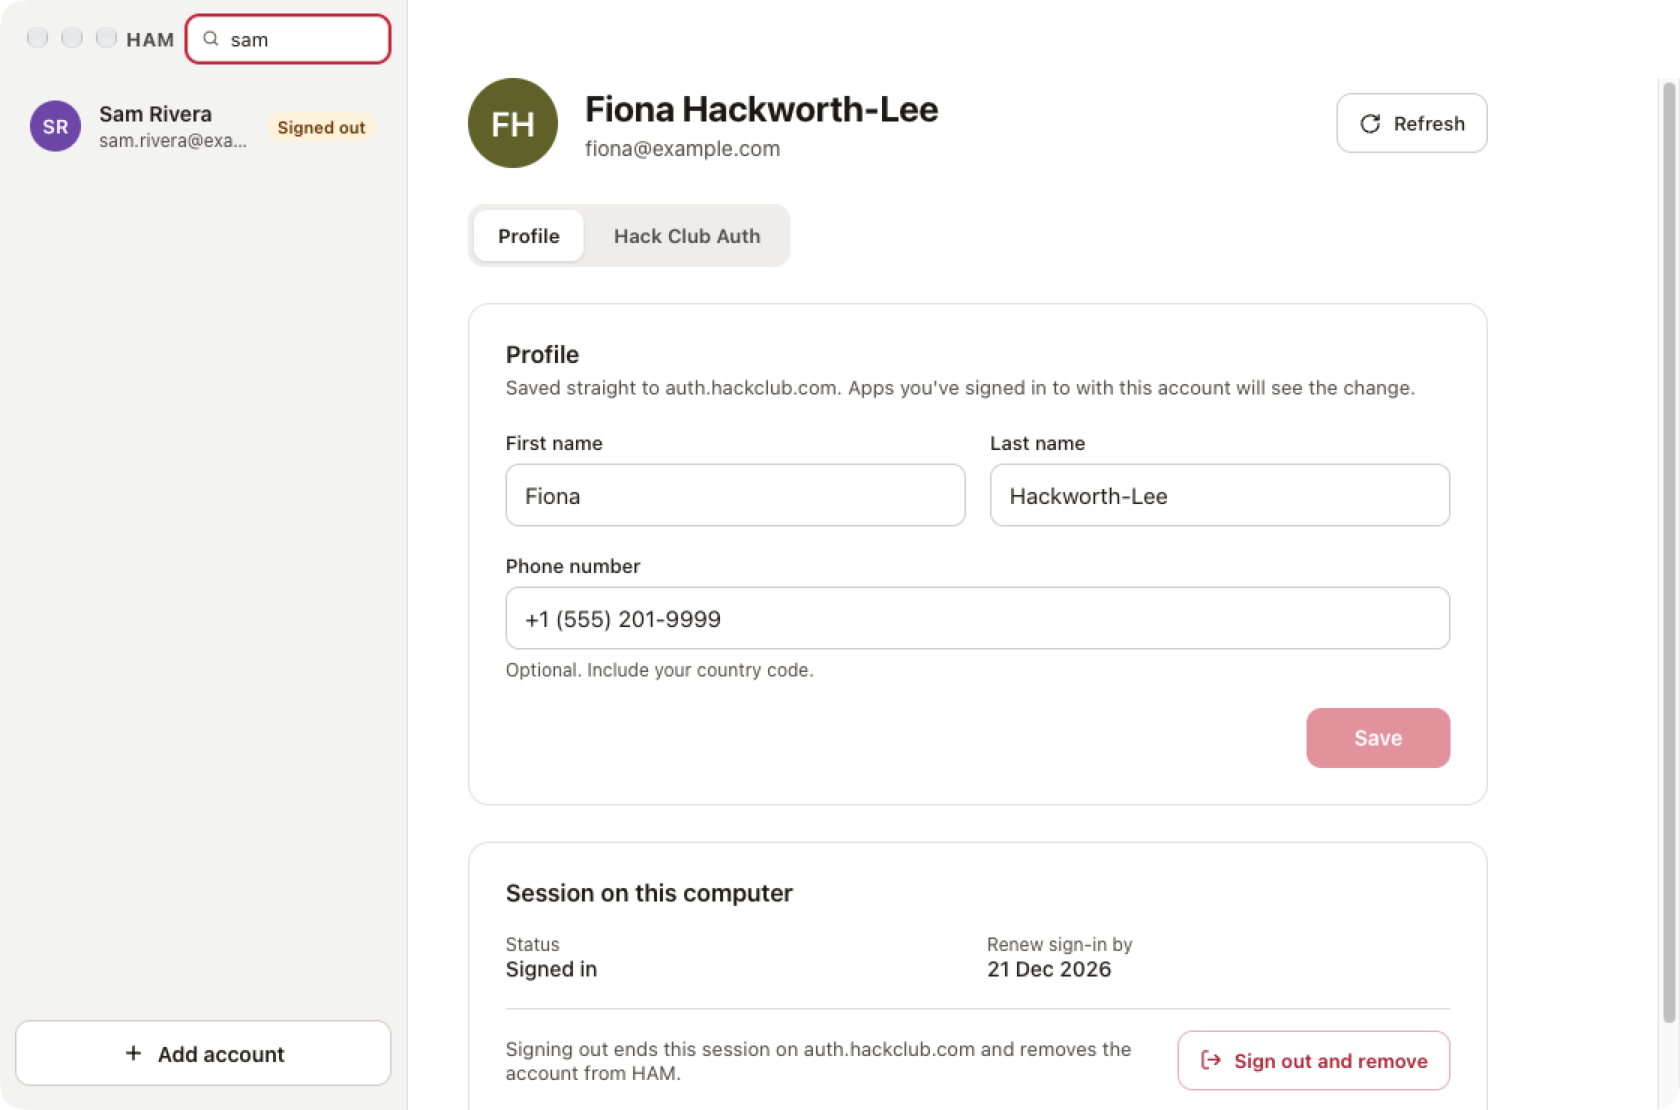 HAM
sam
SR
Sam Rivera
sam.rivera@exa...
Signed out
Add account
FH
Fiona Hackworth-Lee
fiona@example.com
Refresh
Profile
Hack Club Auth
Profile
Saved straight to auth.hackclub.com. Apps you've signed in to with this account will see the change.
First name
Last name
Fiona
Hackworth-Lee
Phone number
+1 (555) 201-9999
Optional. Include your country code.
Save
Session on this computer
Status
Renew sign-in by
Signed in
21 Dec 2026
Signing out ends this session on auth.hackclub.com and removes the
account from HAM.
Sign out and remove